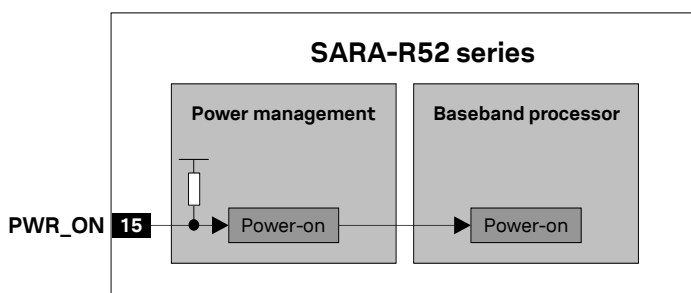 SARA-R52 series
Power management
Baseband processor
PWR_ON 15
Power-on
Power-on